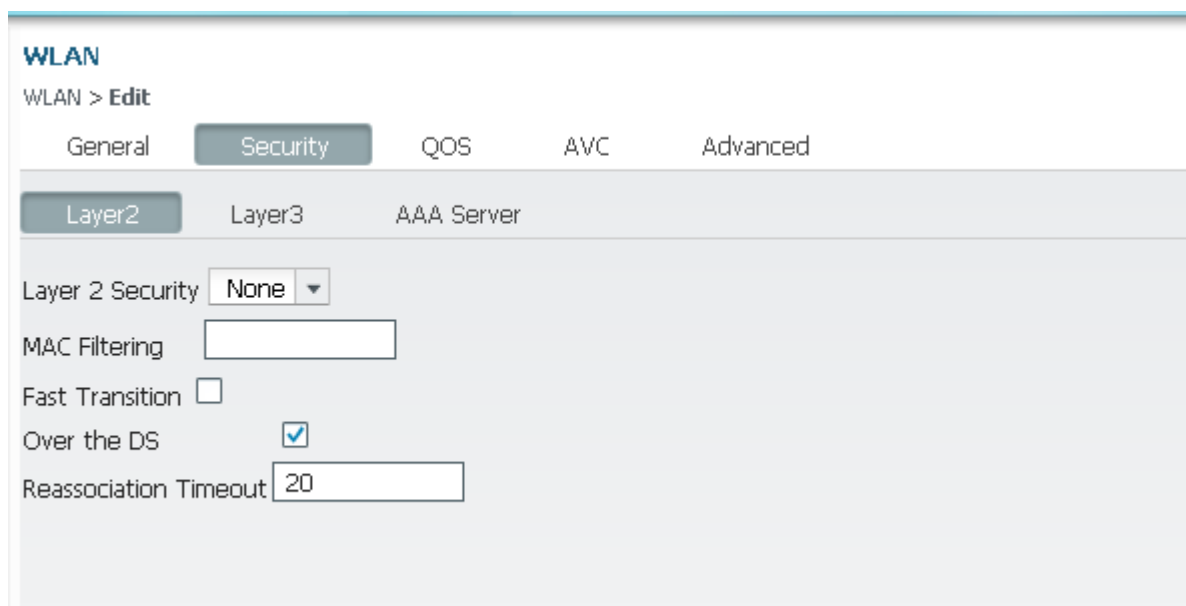 WLAN
WLAN > Edit
General Security QOS AVC Advanced
Layer2 Layer3 AAA Server
Layer 2 Security None
MAC Filtering
Fast Transition
Over the DS
Reassociation Timeout 20